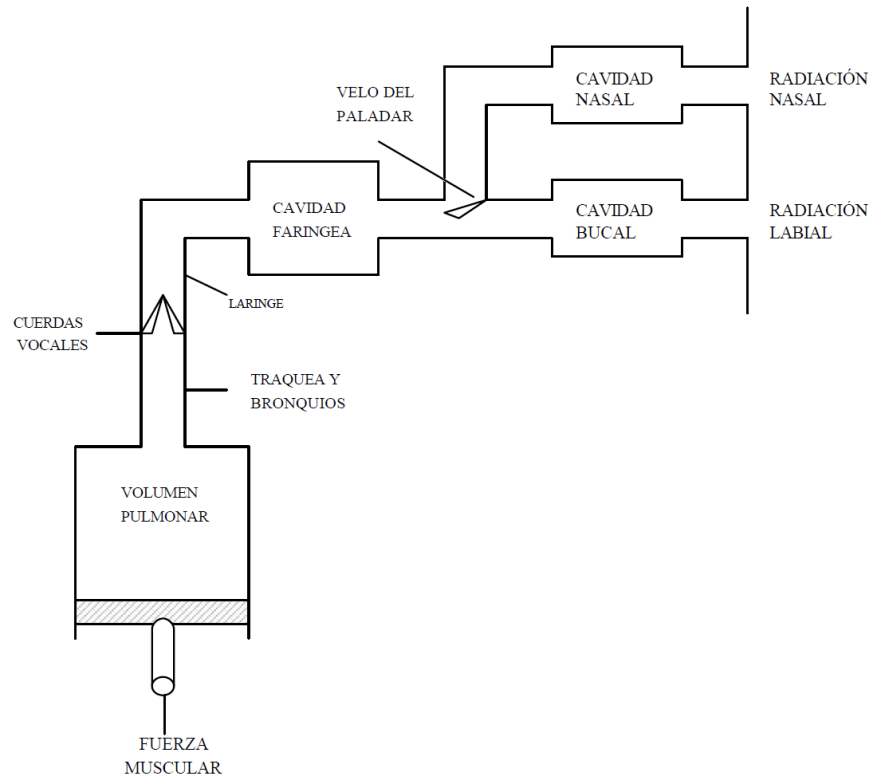 CAVIDAD
NASAL
RADIACIÓN
NASAL
VELO DEL
PALADAR
CAVIDAD
FARINGEA
CAVIDAD
BUCAL
RADIACIÓN
LABIAL
LARINGE
CUERDAS
VOCALES
TRAQUEA Y
BRONQUIOS
VOLUMEN
PULMONAR
FUERZA
MUSCULAR